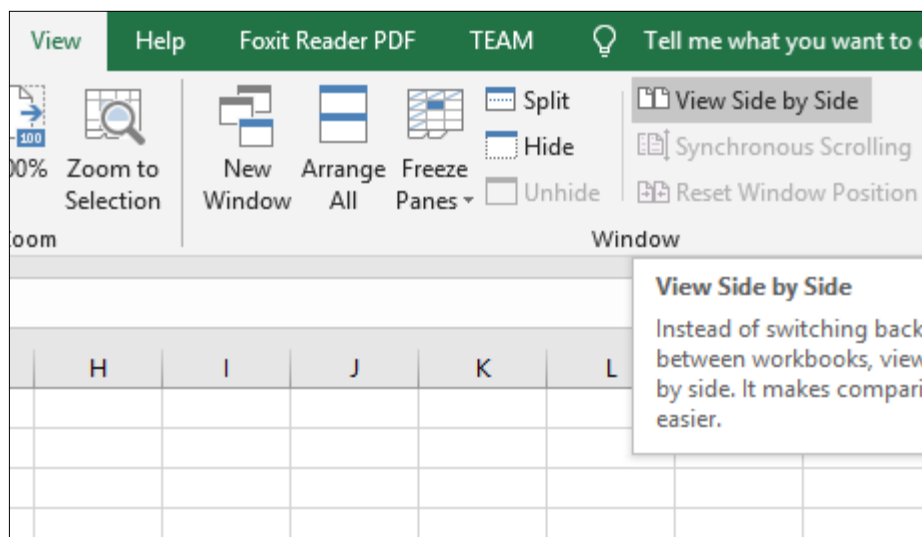 View Help Foxit Reader PDF TEAM Tell me what you want to
100
Split View Side by Side
Hide Synchronous Scrolling
Zoom to New Arrange Freeze
Selection Window All Panes Unhide Reset Window Position
Window
View Side by Side
Instead of switching back
between workbooks, view
by side. It makes
easier.
H I J K L